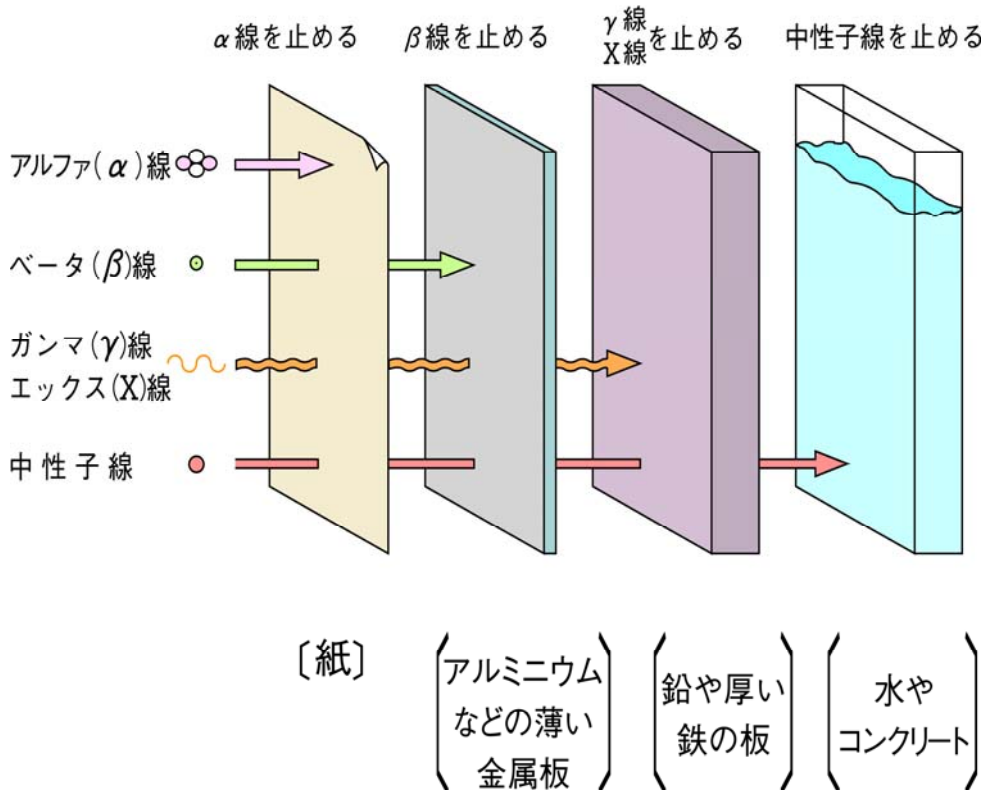 α線を止める
β線を止める
γ線
X線 を止める
中性子線を止める
アルファ(α)線
ベータ(β)線
ガンマ(γ)線
エックス(X)線
中性子線
〔紙〕
アルミニウム
などの薄い
金属板
鉛や厚い
鉄の板
水や
コンクリート